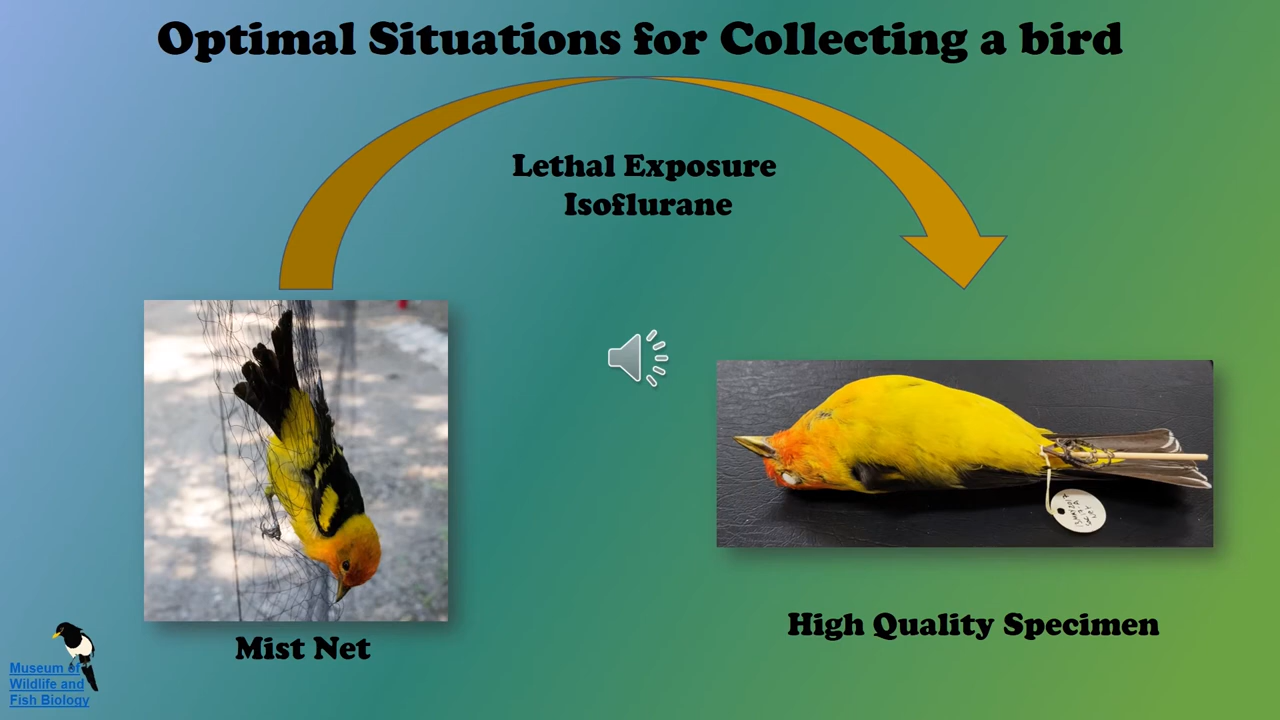 Optimal Situations for Collecting a bird
Lethal Exposure
Isoflurane
Mist Net
High Quality Specimen
Museum of
Wildlife and
Fish Biology